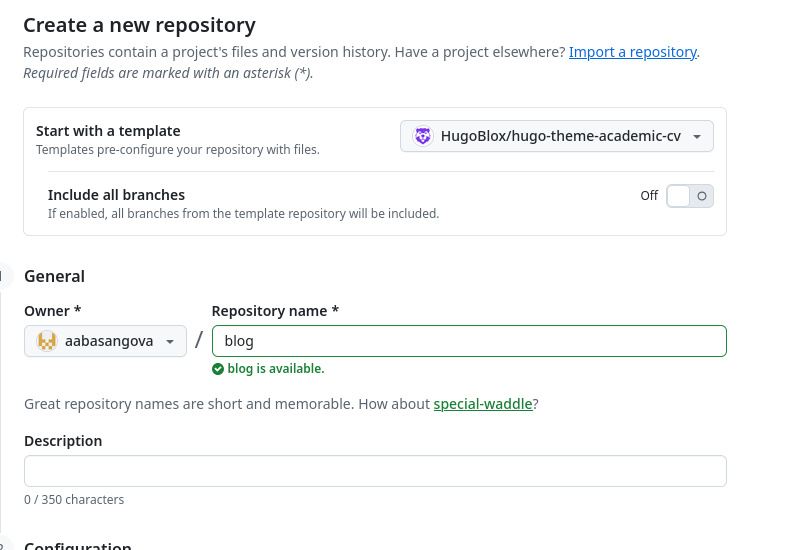 Create a new repository
Repositories contain a project's files and version history. Have a project elsewhere? Import a repository.
Required fields are marked with an asterisk (*).
Start with a template
HugoBlox/hugo-theme-academic-cv
Templates pre-configure your repository with files.
Include all branches
Off
If enabled, all branches from the template repository will be included.
General
Owner *
Repository name *
aabasangova
/
blog
blog is available.
Great repository names are short and memorable. How about special-waddle?
Description
0 / 350 characters
Configuration